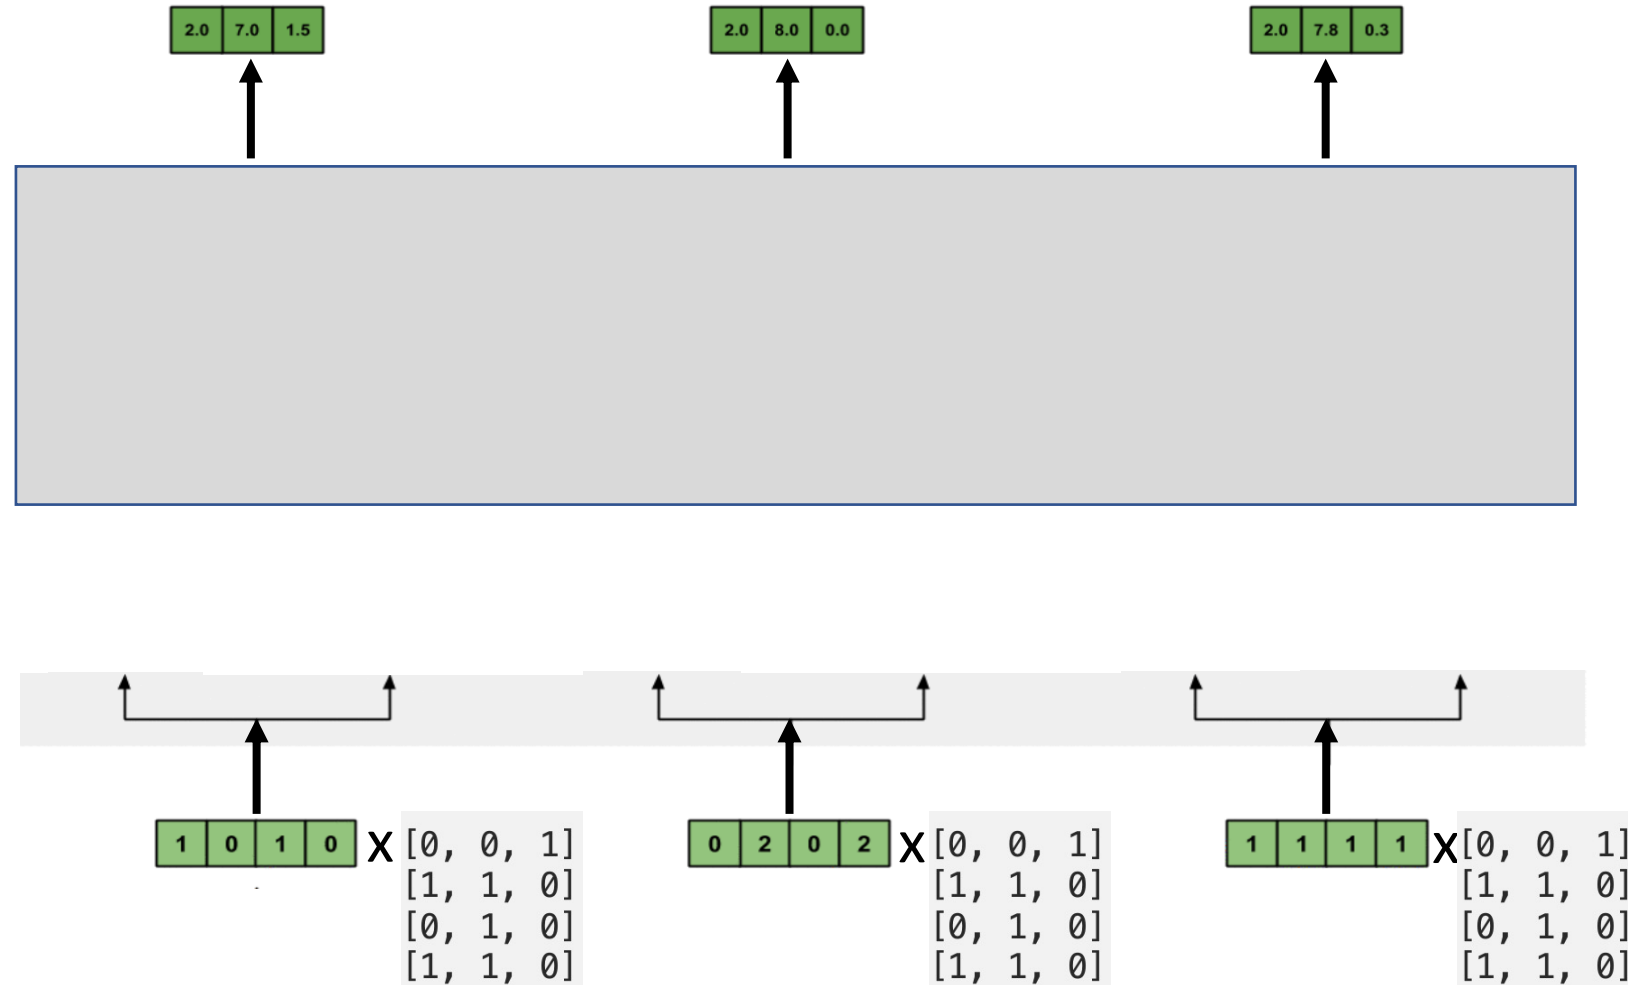 2.0 7.0 1.5
2.0 8.0 0.0
2.0 7.8 0.3
1 0 1 0 X [0, 0, 1]
[1, 1, 0]
[0, 1, 0]
[1, 1, 0]
0 2 0 2 X [0, 0, 1]
[1, 1, 0]
[0, 1, 0]
[1, 1, 0]
1 1 1 1 X [0, 0, 1]
[1, 1, 0]
[0, 1, 0]
[1, 1, 0]